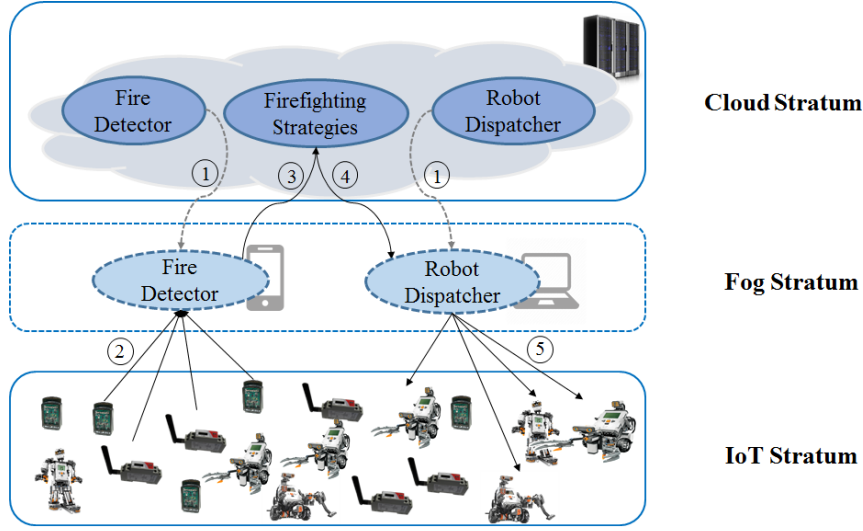 Fire
Detector
Firefighting
Strategies
Robot
Dispatcher
Cloud Stratum
1
3
4
1
Fire
Detector
Robot
Dispatcher
Fog Stratum
2
5
IoT Stratum